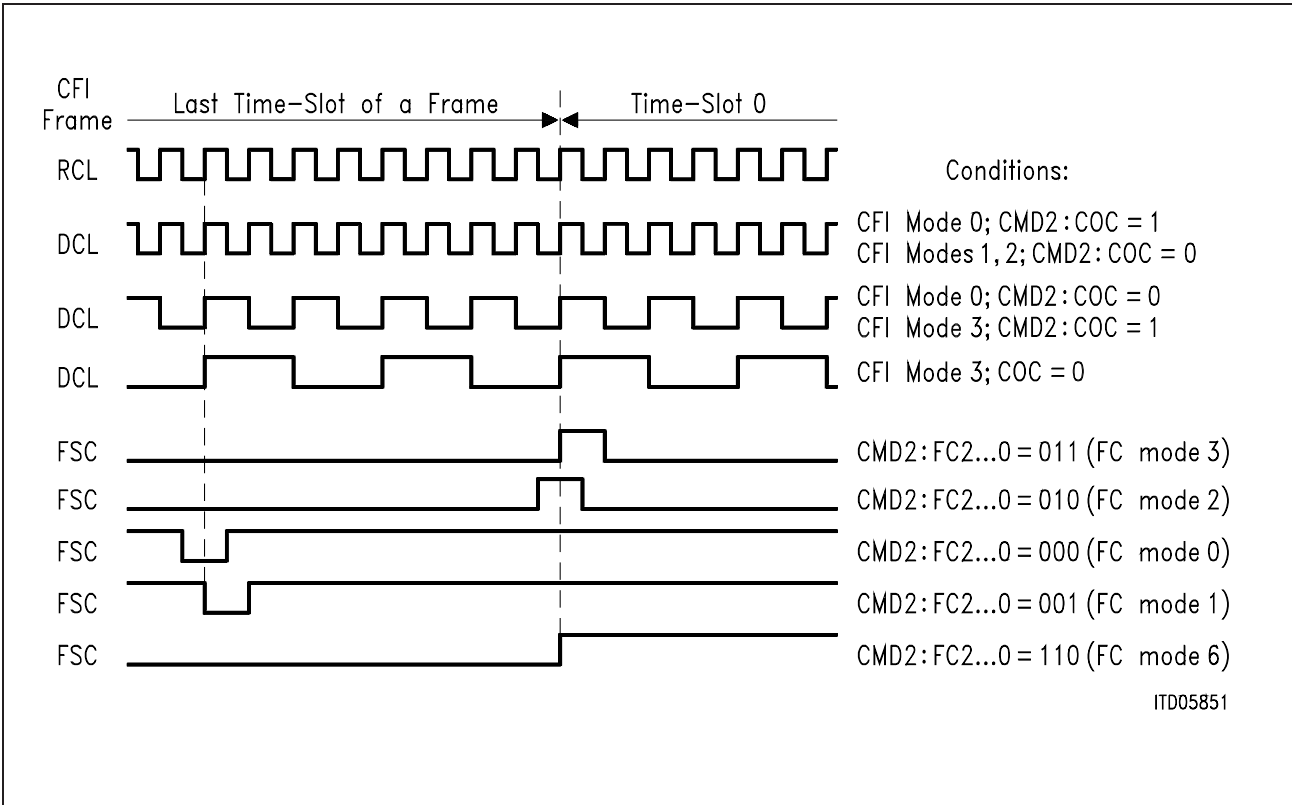 CFI
Frame
Last Time-Slot of a Frame
Time-Slot 0
RCL
Conditions:
DCL
CFI Mode 0; CMD2:COC = 1
CFI Modes 1, 2; CMD2:COC = 0
DCL
CFI Mode 0; CMD2:COC = 0
CFI Mode 3; CMD2:COC = 1
DCL
CFI Mode 3; COC = 0
FSC
CMD2:FC2...0 = 011 (FC mode 3)
FSC
CMD2:FC2...0 = 010 (FC mode 2)
FSC
CMD2:FC2...0 = 000 (FC mode 0)
FSC
CMD2:FC2...0 = 001 (FC mode 1)
FSC
CMD2:FC2...0 = 110 (FC mode 6)
ITD05851